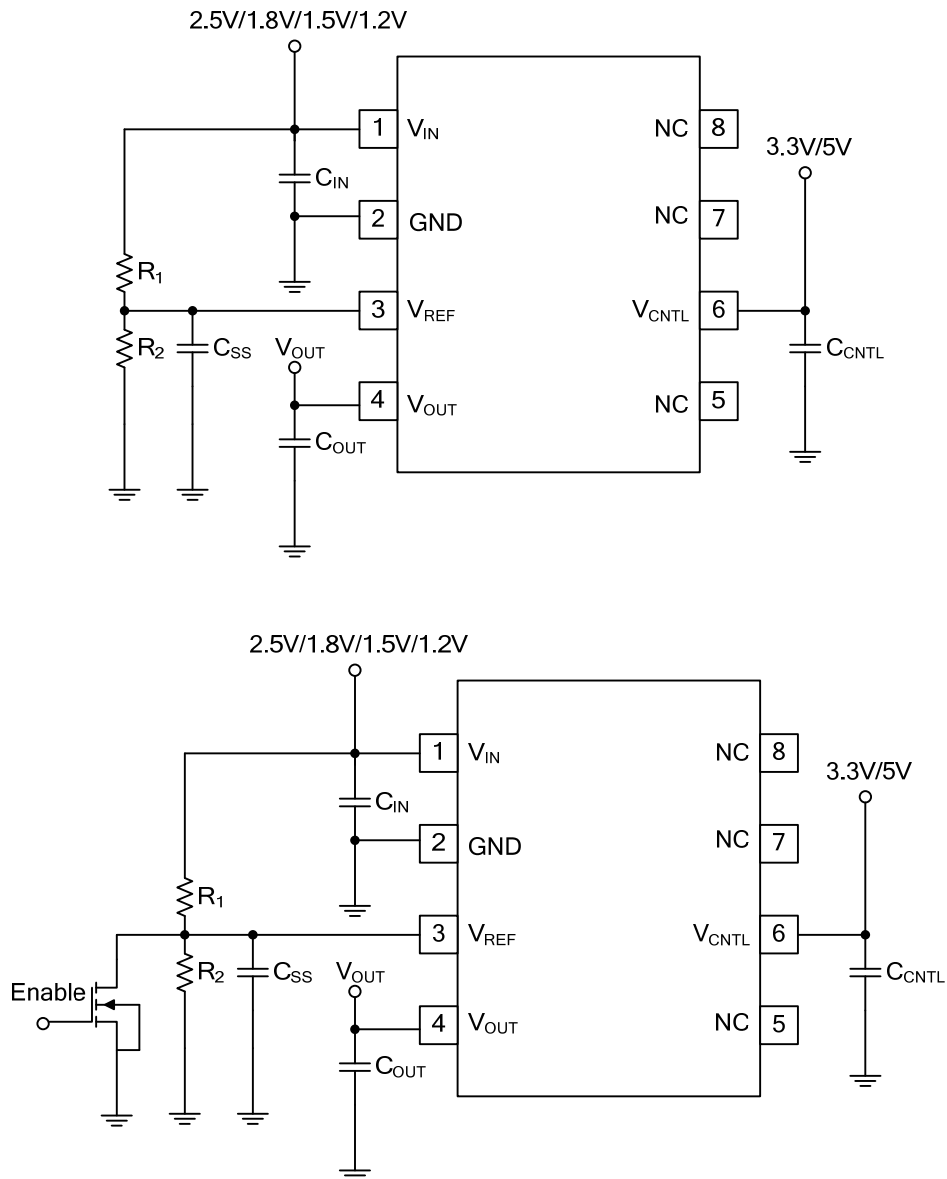 2.5V/1.8V/1.5V/1.2V
1 VIN NC 8
3.3V/5V
CIN
2 GND NC 7
R1
3 VREF VCNTL 6
R2 CSS VOUT CCNTL
4 VOUT NC 5
COUT
2.5V/1.8V/1.5V/1.2V
1 VIN NC 8
3.3V/5V
CIN
2 GND NC 7
R1
3 VREF VCNTL 6
R2 CSS VOUT CCNTL
Enable
4 VOUT NC 5
COUT